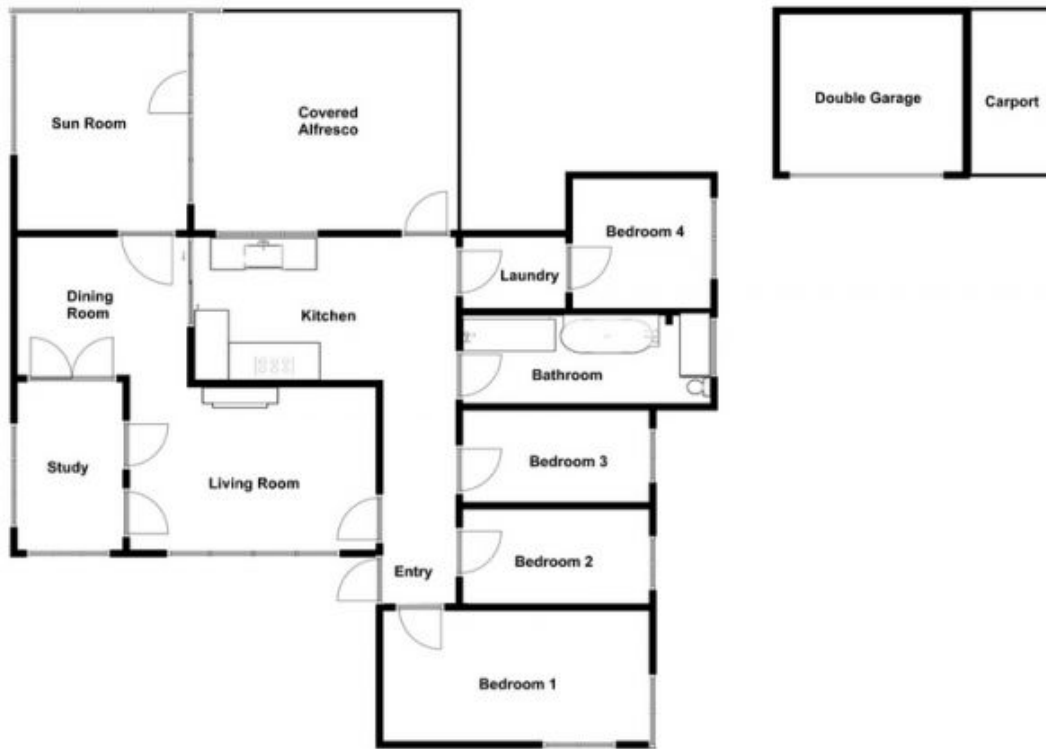 Sun Room
Covered
Alfresco
Double Garage
Carport
Bedroom 4
Laundry
Dining
Room
Kitchen
Bathroom
Study
Living Room
Bedroom 3
Entry
Bedroom 2
Bedroom 1